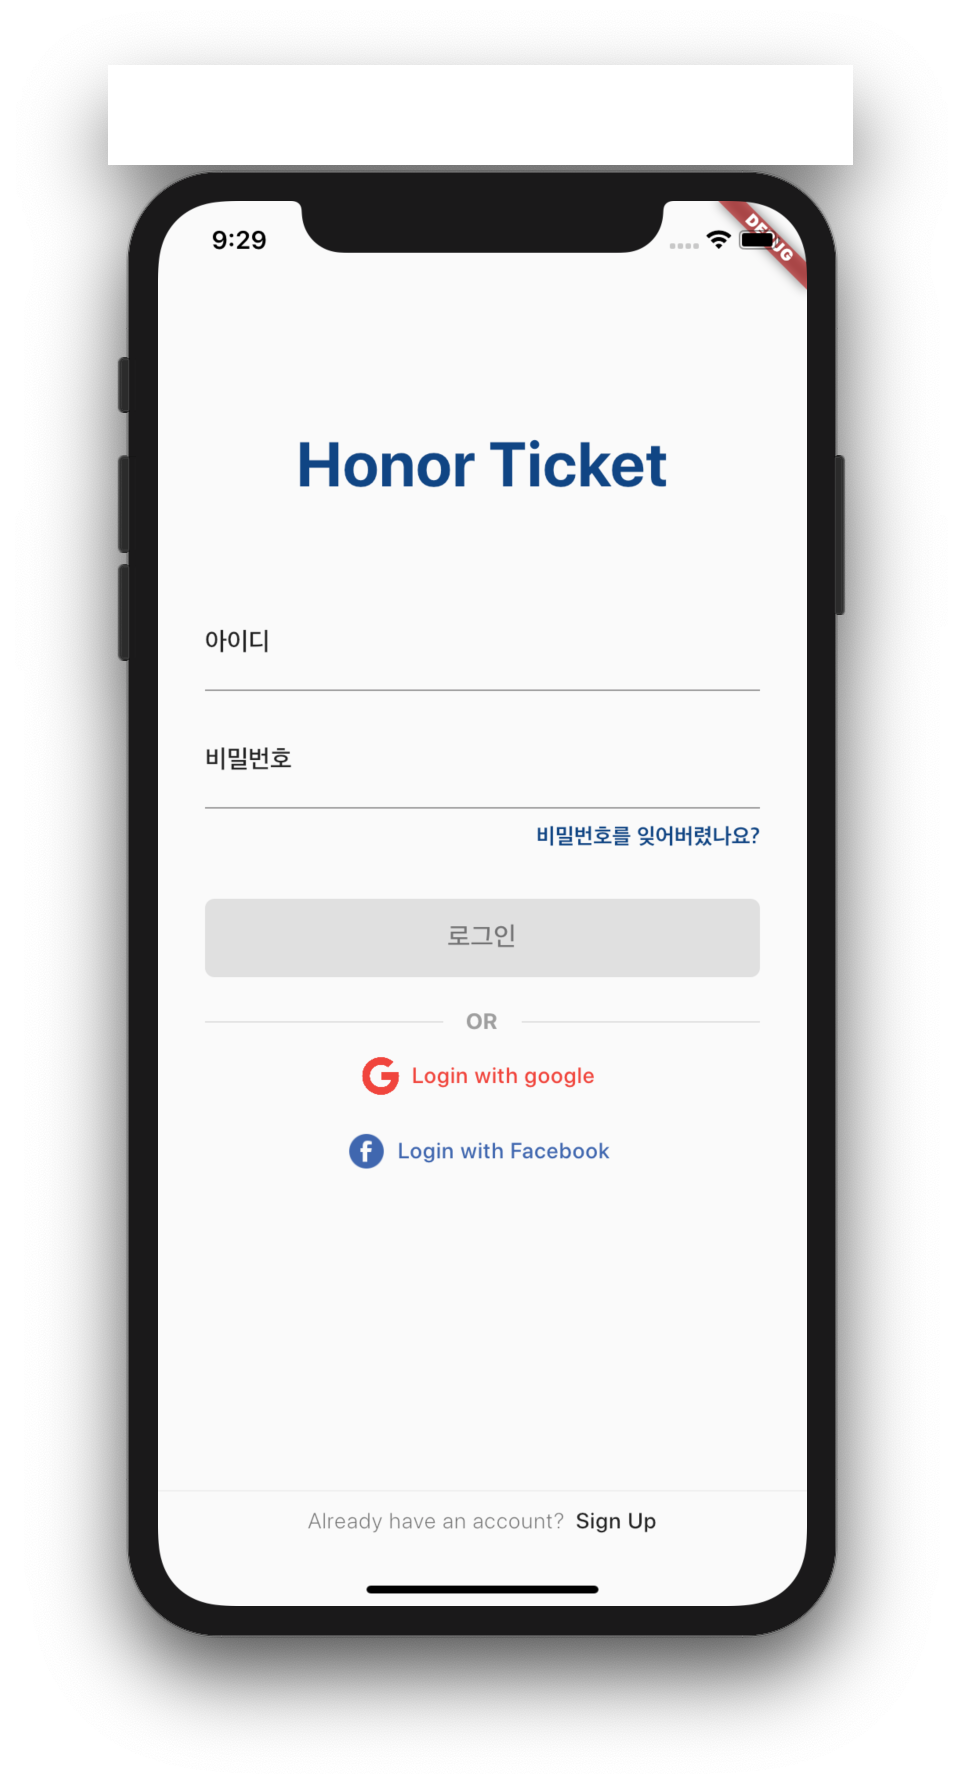 9:29
DEBUG
Honor Ticket
아이디
비밀번호
비밀번호를 잊어버렸나요?
로그인
OR
Login with google
Login with Facebook
Already have an account? Sign Up